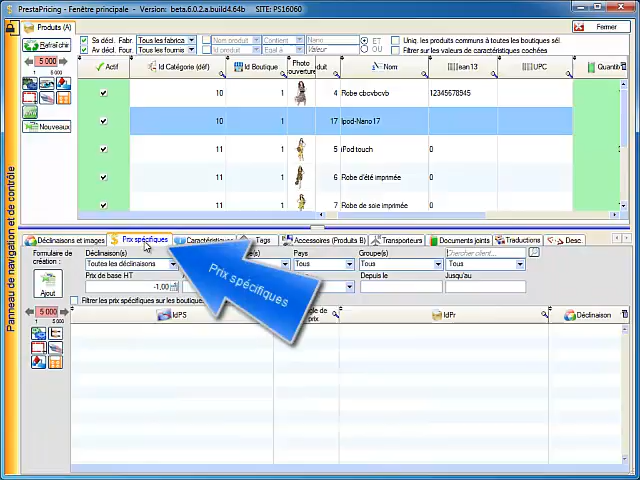 PrestaPricing - Fenêtre principale - Version: beta.6.0.2.a.build4.64b SITE: PS16060
Produits (A)
Fermer
Rafraîchir
Ss décl. Fabr. Tous les fabrica Nom produit Contient Nano ET Uniq. les produits communs à toutes les boutiques sél.
5 000 Av décl. Four. Tous les fournis Id produit Egal à Valeur OU Filtrer sur les valeurs de caractéristiques cochées
Actif Id Catégorie (déf) Id Boutique Photo couverture duit Nom ean13 UPC Quantit
10 1 4 Robe cbcvbcvb 12345678945
10 1 17 Ipod-Nano17
Nouveaux
11 1 5 iPod touch 0
11 1 6 Robe d'été imprimée 0
11 1 7 Robe de soie imprimée 0
Panneau de navigation et de contrôle
Déclinaisons et images Prix spécifiques Caractéristiques Tags Accessoires (Produits B) Transporteurs Documents joints Traductions Desc.
Formulaire de création : Déclinaison(s) Pays Groupe(s) Chercher client...
Toutes les déclinaisons Tous Tous Tous
Prix de base HT Depuis le Jusqu'au
Ajout -1,00
Prix spécifiques
Filtrer les prix spécifiques sur les boutique
5 000 IdPS gle de prix IdPr Déclinaison